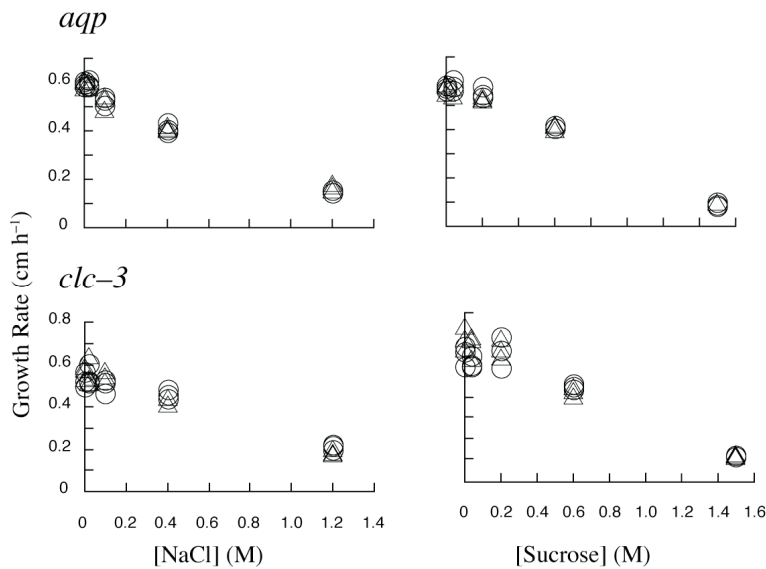 aqp
0.6
0.4
0.2
0
clc–3
0.8
0.6
0.4
0.2
0
Growth Rate (cm h⁻¹)
0 0.2 0.4 0.6 0.8 1.0 1.2 1.4
0 0.2 0.4 0.6 0.8 1.0 1.2 1.4 1.6
[NaCl] (M)
[Sucrose] (M)